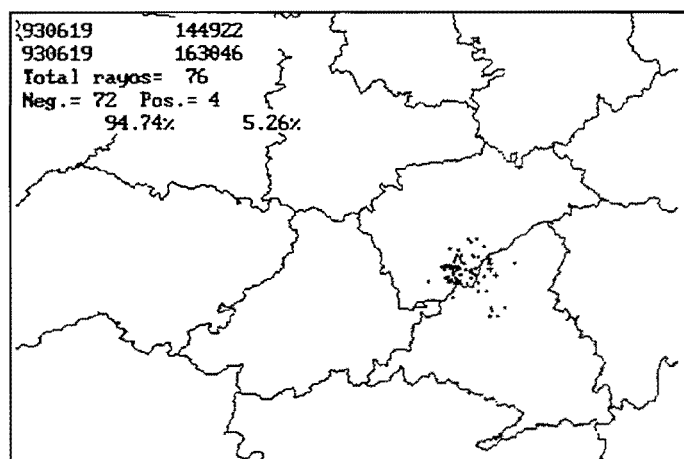 930619 144922
930619 163046
Total rayos= 76
Neg.= 72 Pos.= 4
94.74% 5.26%